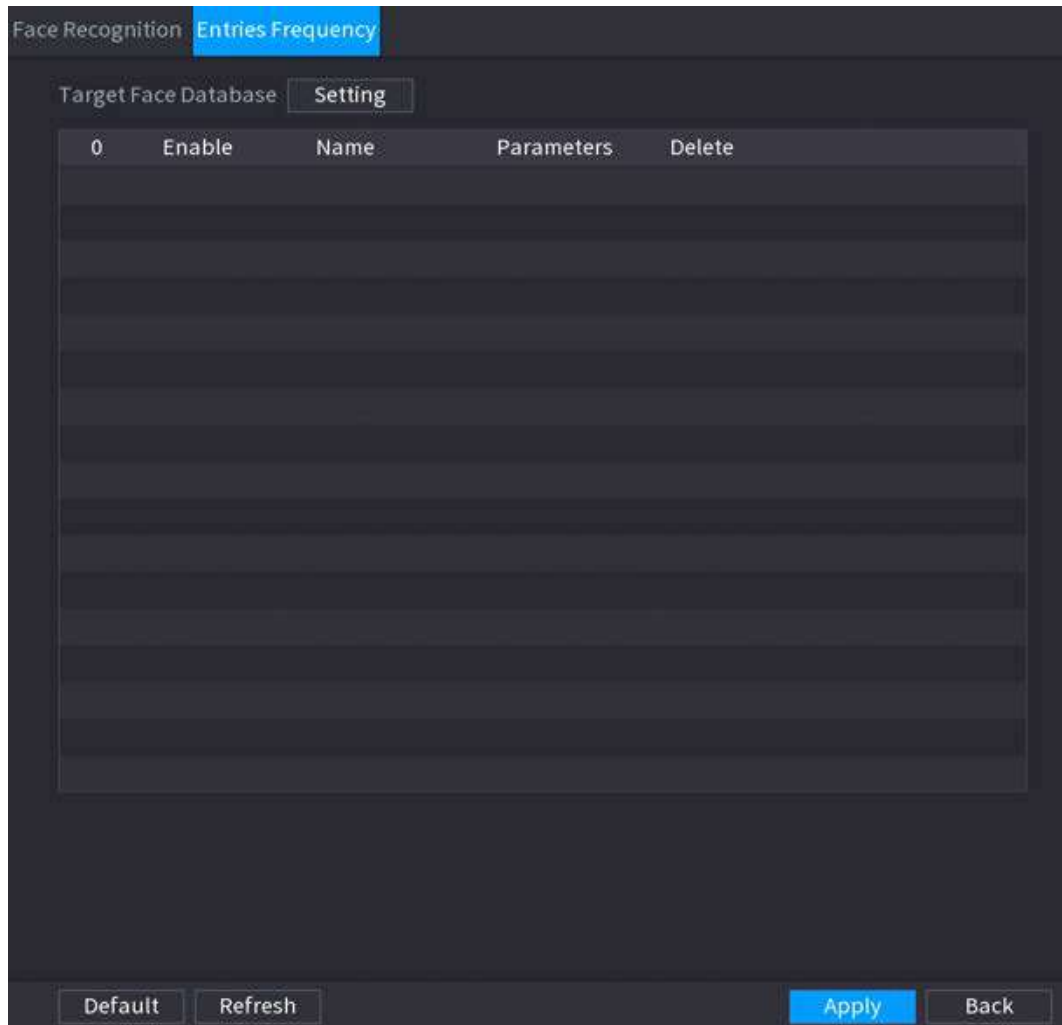 Face Recognition Entries Frequency
Target Face Database Setting
0 Enable Name Parameters Delete
Default Refresh Apply Back